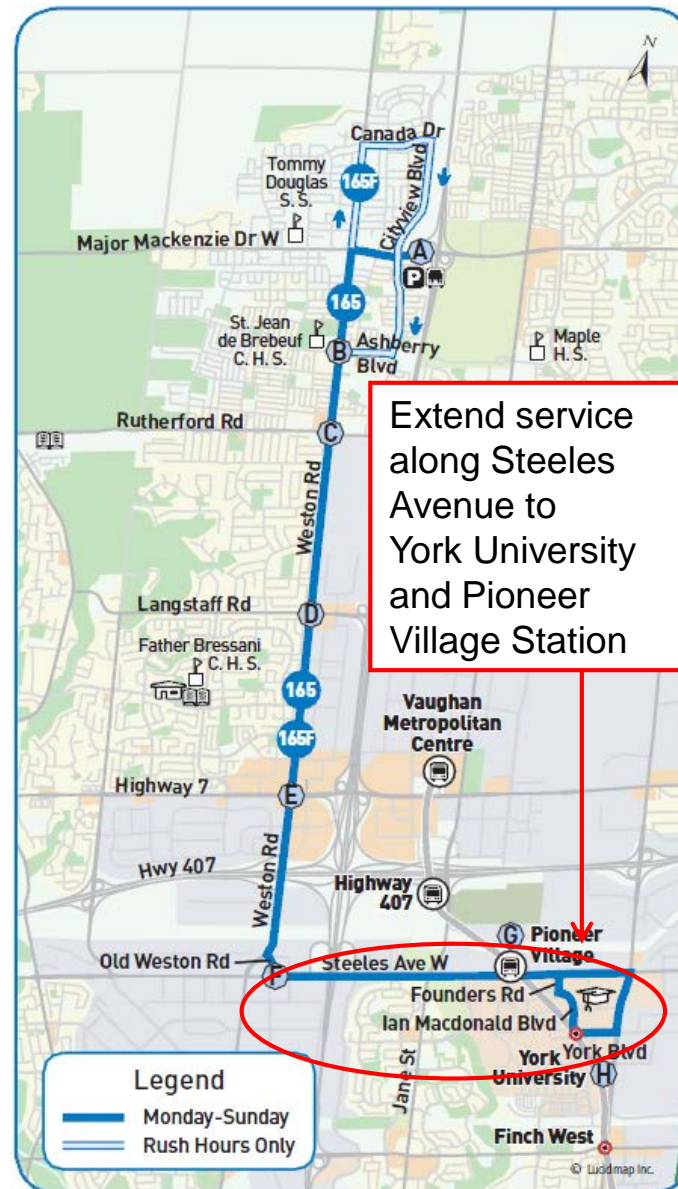 N
Canada Dr
Tommy
Douglas
S. S.
165F
Cityview Blvd
Major Mackenzie Dr W
A
P
165
St. Jean
de Brebeuf
C. H. S.
B
Ashberry
Blvd
Maple
H. S.
Rutherford Rd
C
Weston Rd
Extend service
along Steeles
Avenue to
York University
and Pioneer
Village Station
Langstaff Rd
D
Father Bressani
C. H. S.
165
165F
Vaughan
Metropolitan
Centre
Highway 7
E
Hwy 407
Weston Rd
Highway
407
G
Pioneer
Village
Old Weston Rd
F
Steeles Ave W
Founders Rd
Ian Macdonald Blvd
York Blvd
York
University
H
Jane St
Legend
Monday-Sunday
Rush Hours Only
Finch West
© Lucidmap Inc.